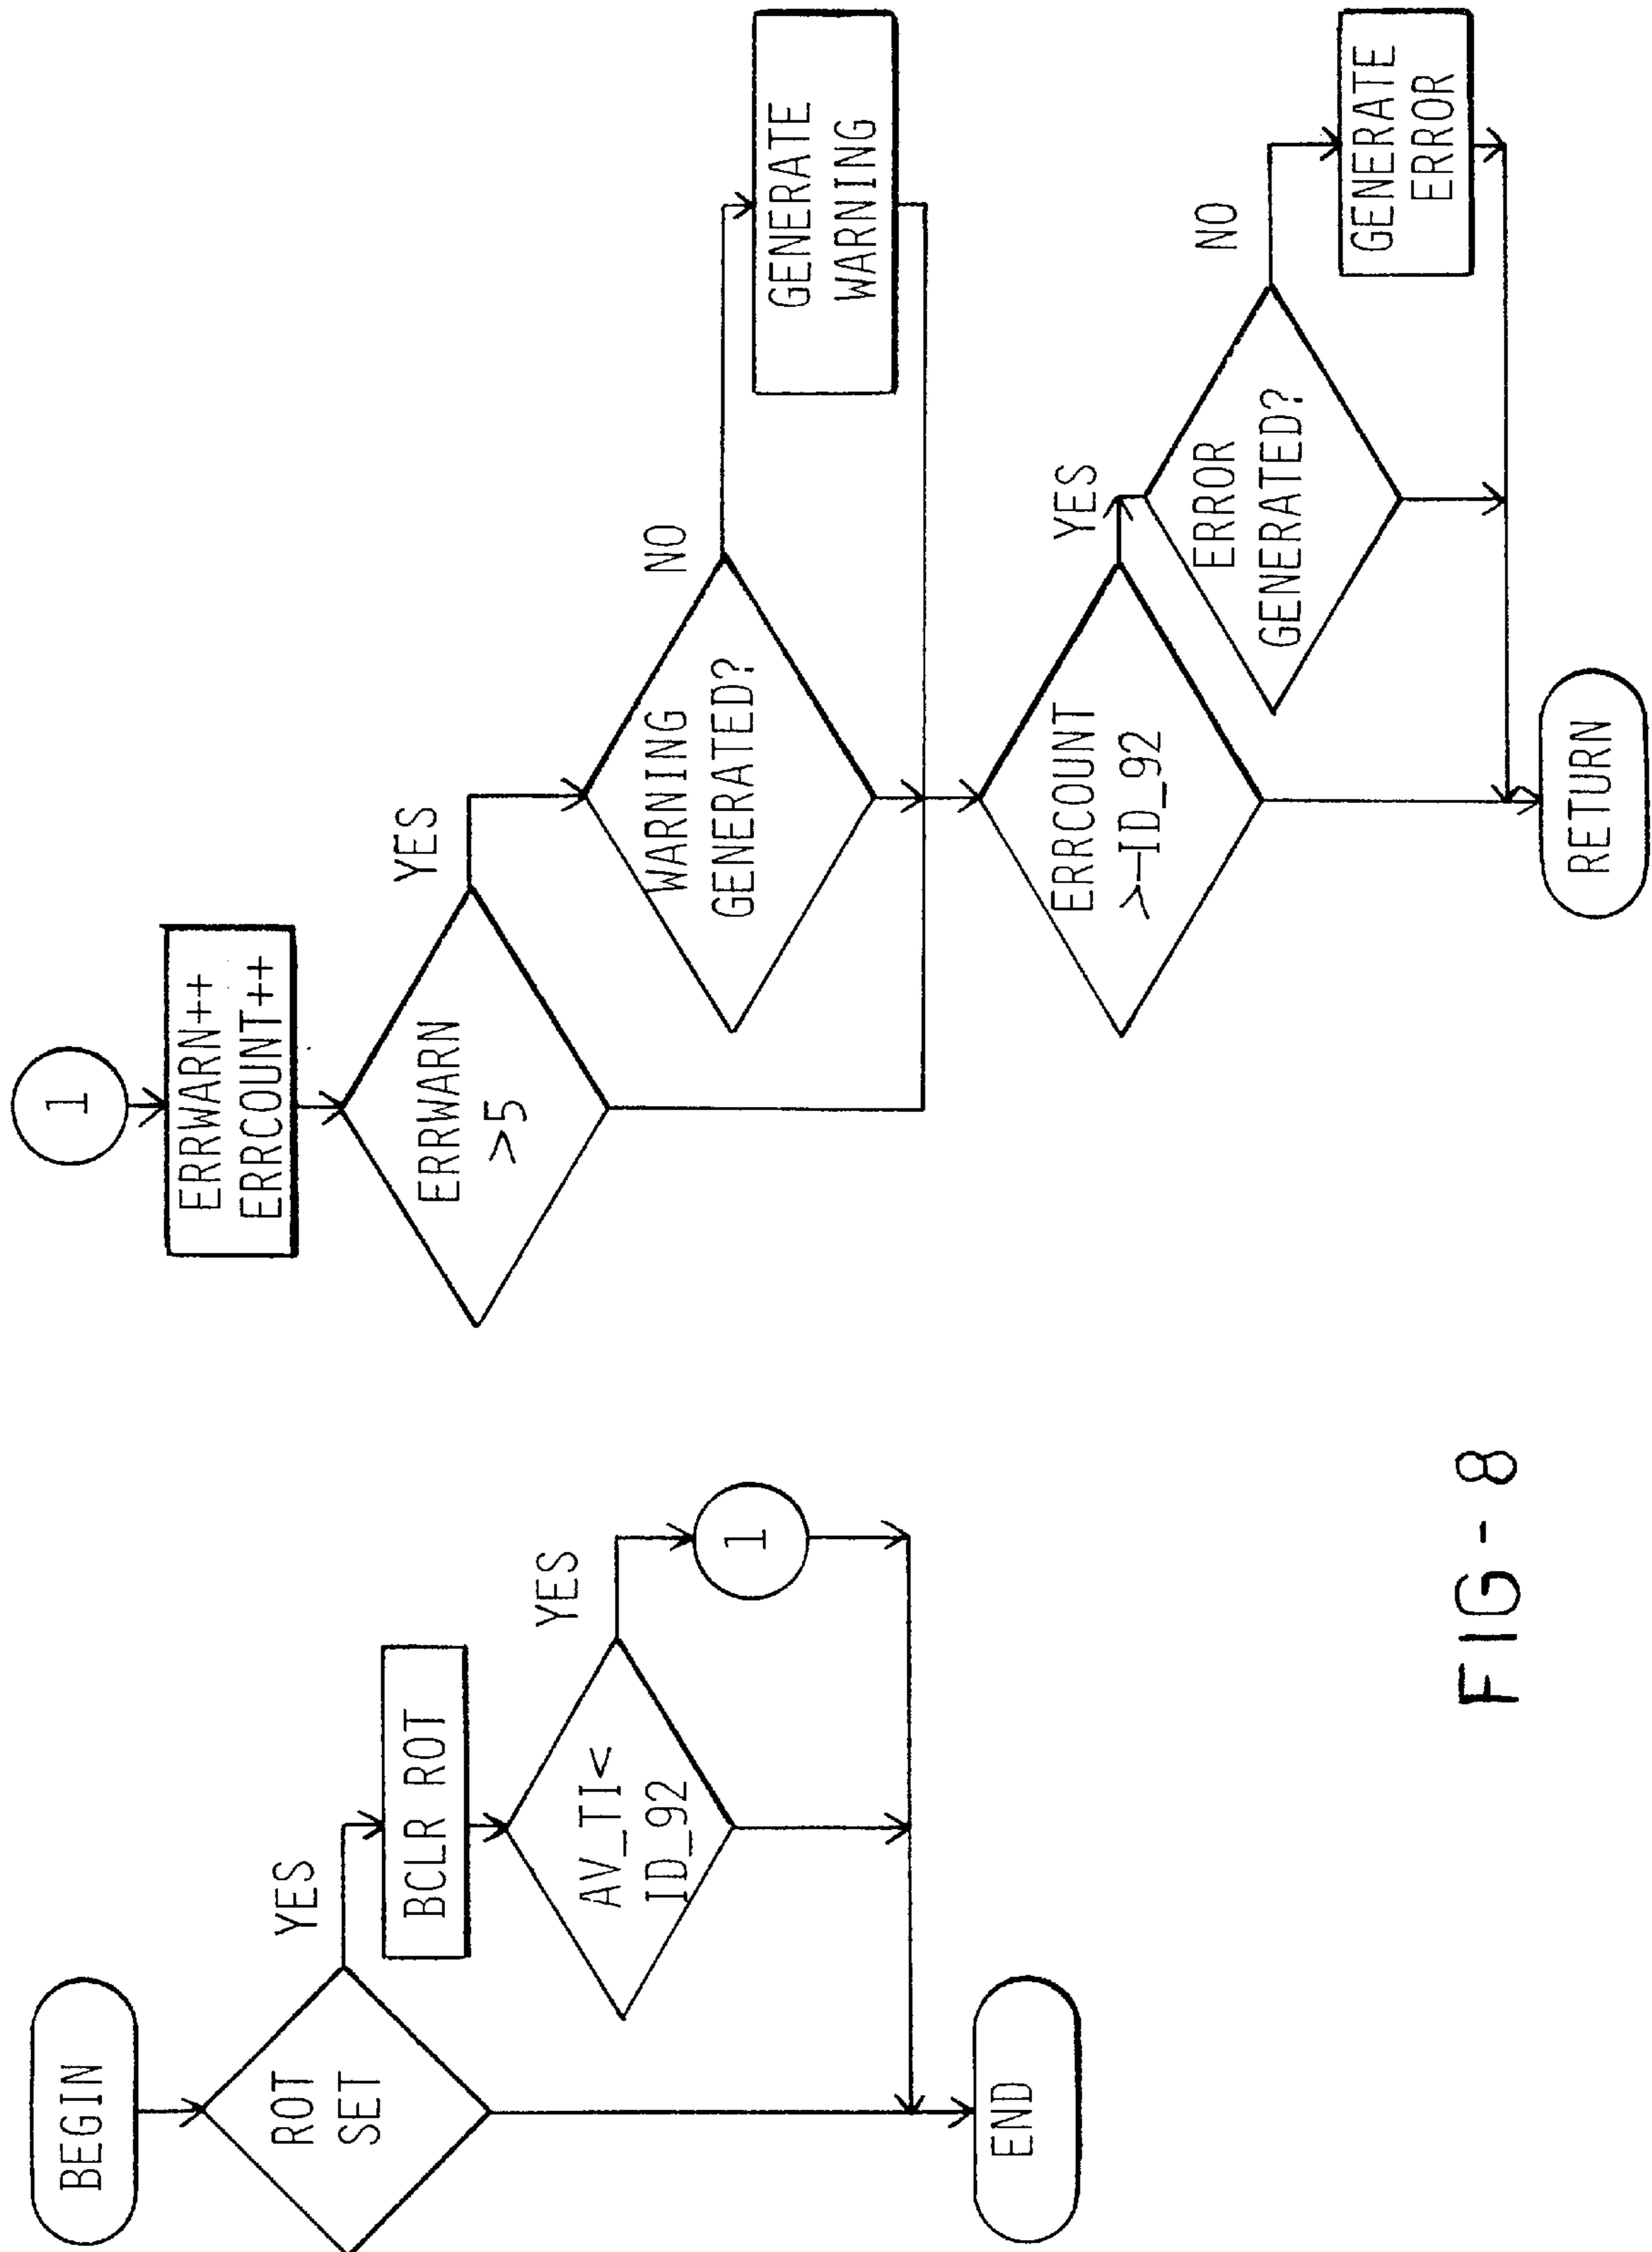 BEGIN
ROT
SET
YES
BCLR ROT
AV_TI<
ID_92
YES
1
END
1
ERRWARN++
ERRCOUNT++
ERRWARN
>5
YES
WARNING
GENERATED?
NO
GENERATE
WARNING
ERRCOUNT
>-ID_92
YES
ERROR
GENERATED?
NO
GENERATE
ERROR
RETURN
FIG-8